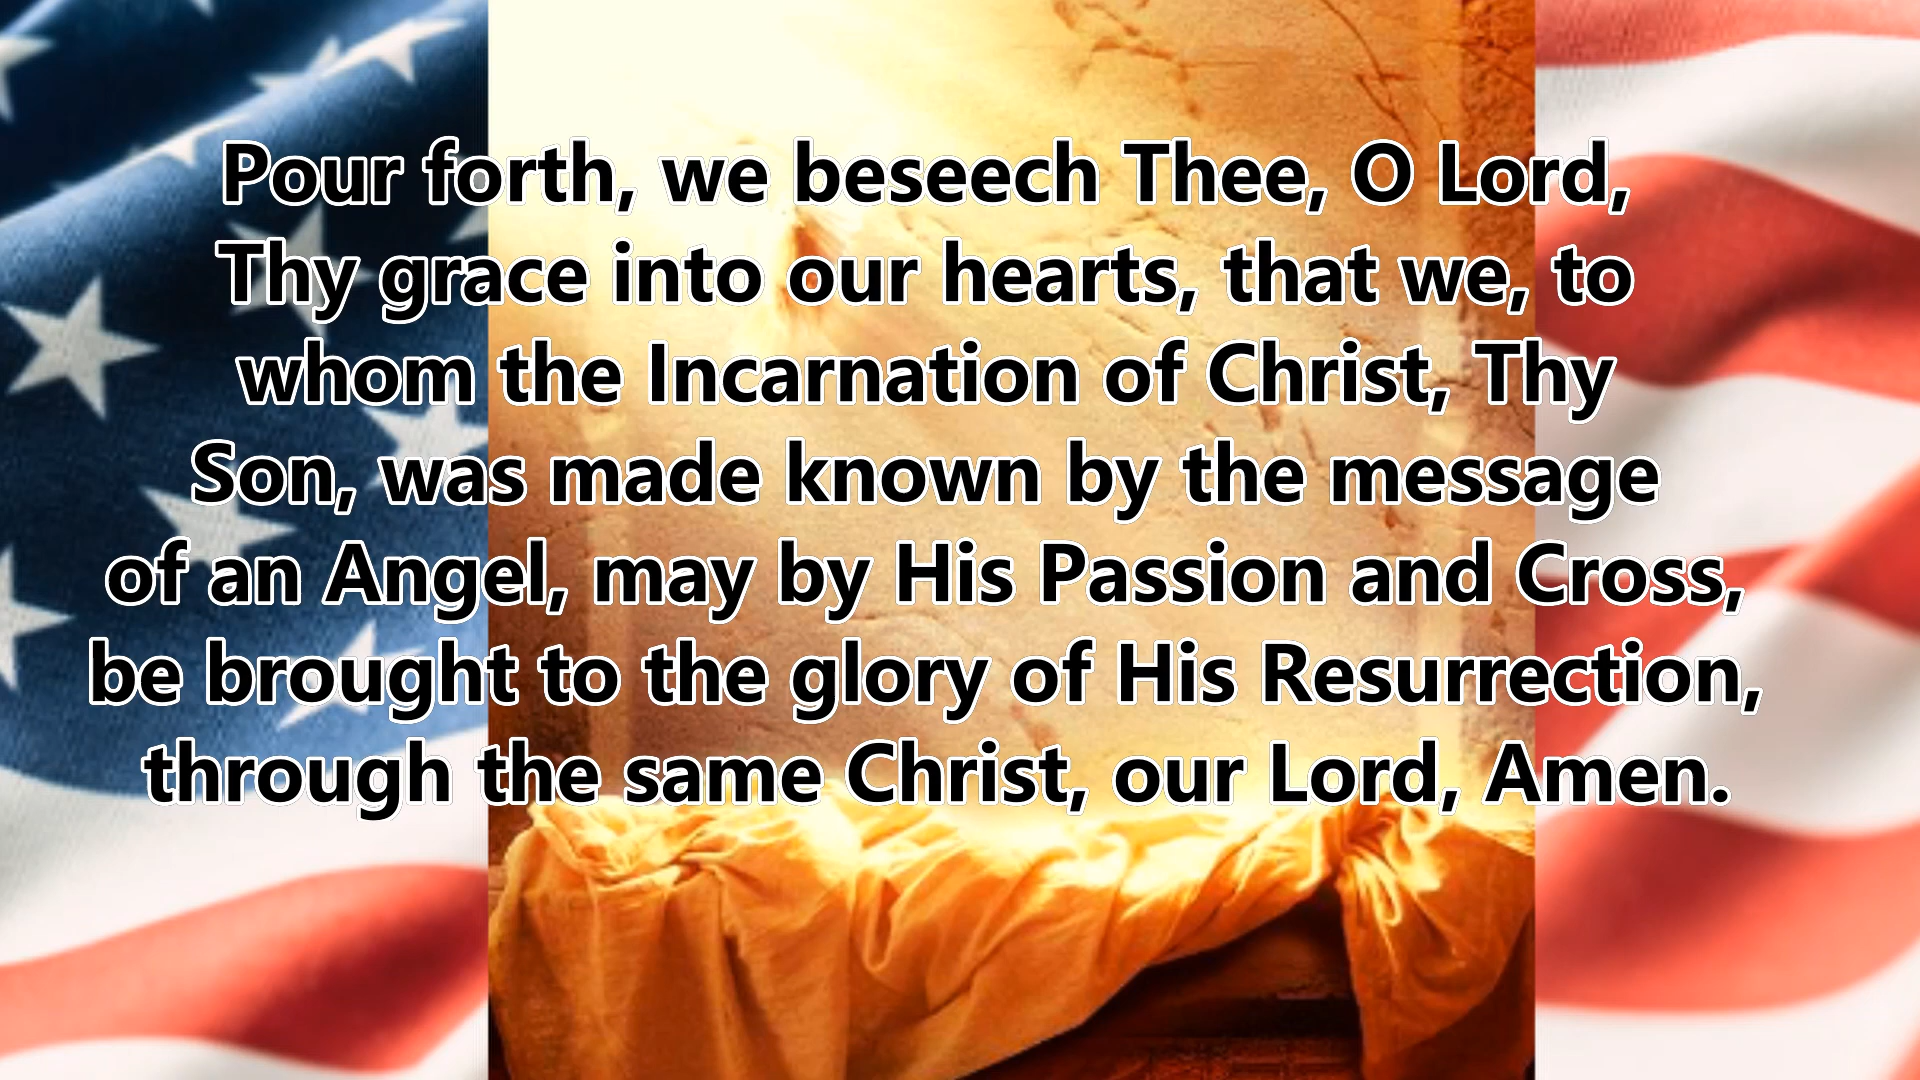 Pour forth, we beseech Thee, O Lord,
Thy grace into our hearts, that we, to
whom the Incarnation of Christ, Thy
Son, was made known by the message
of an Angel, may by His Passion and Cross,
be brought to the glory of His Resurrection,
through the same Christ, our Lord, Amen.